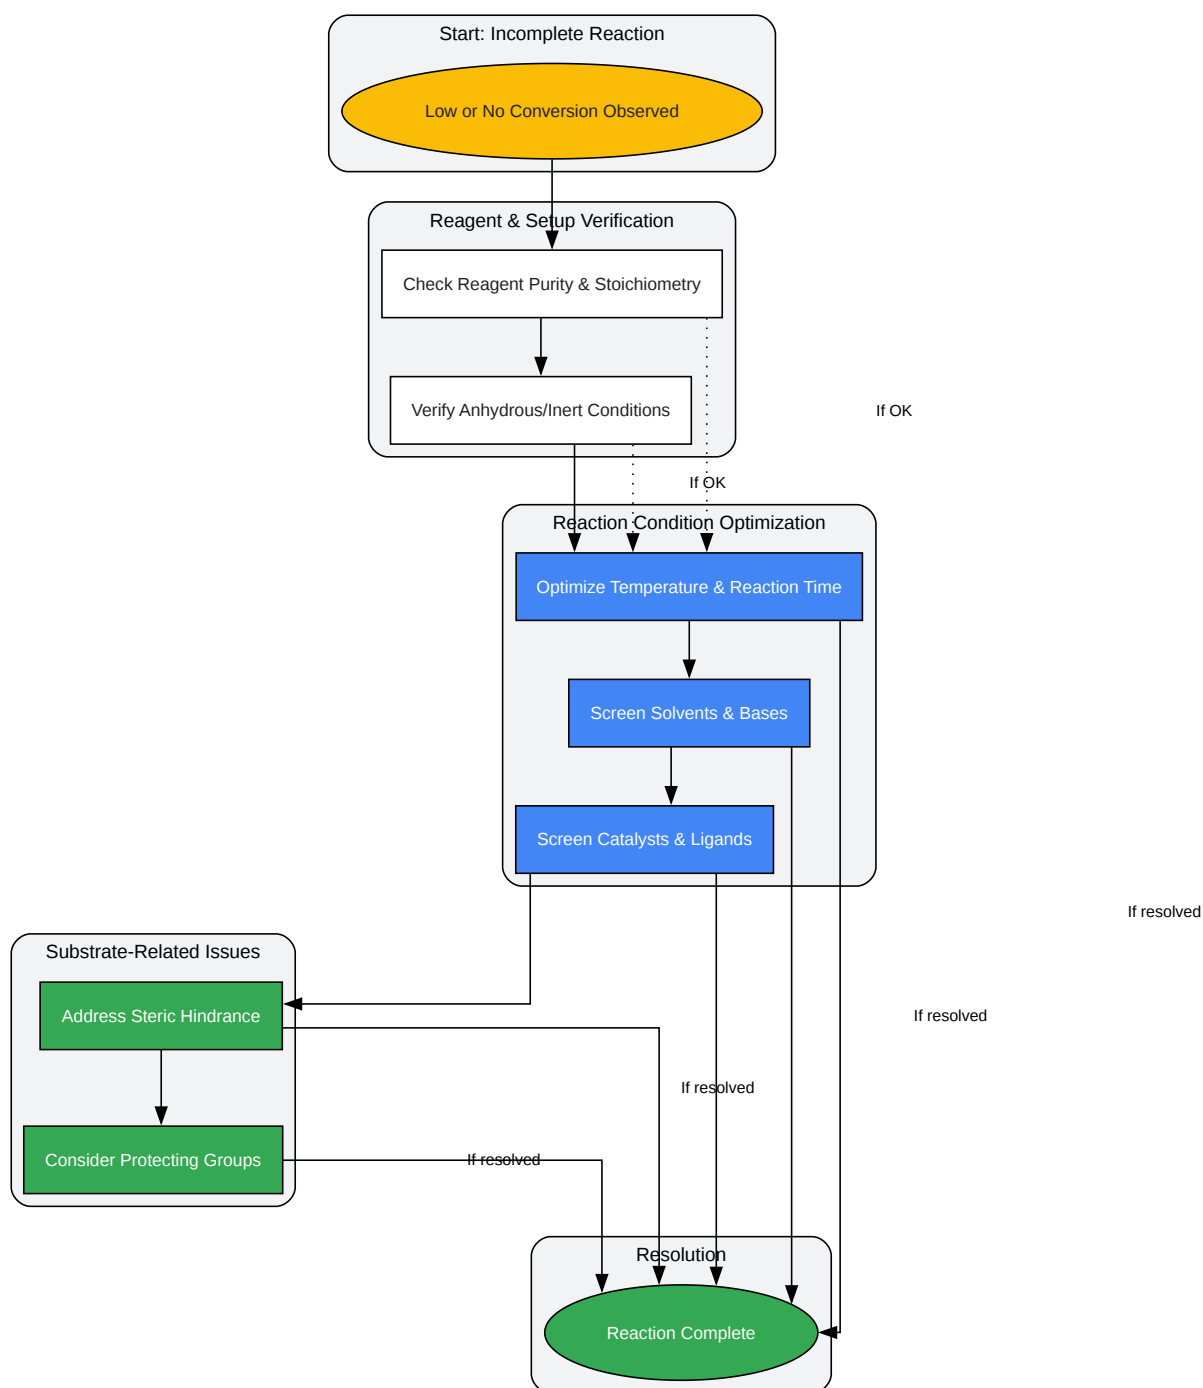 Start: Incomplete Reaction
Low or No Conversion Observed
Reagent & Setup Verification
Check Reagent Purity & Stoichiometry
Verify Anhydrous/Inert Conditions
If OK
If OK
Reaction Condition Optimization
Optimize Temperature & Reaction Time
Screen Solvents & Bases
Screen Catalysts & Ligands
If resolved
Substrate-Related Issues
Address Steric Hindrance
If resolved
If resolved
Consider Protecting Groups
If resolved
Resolution
Reaction Complete